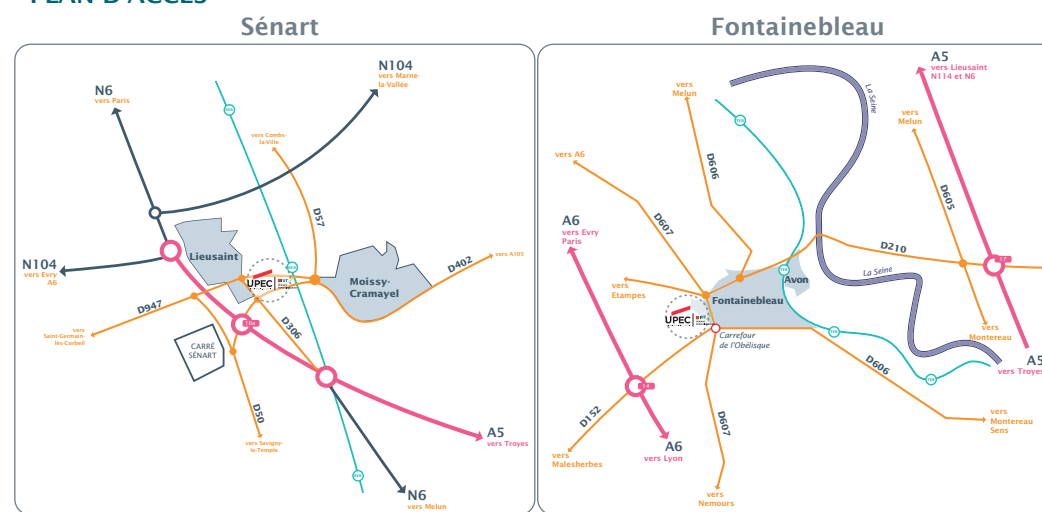 PLAN D'ACCÈS
Sénart
Fontainebleau
N104
vers Marne-
la-Vallée
N6
vers Paris
vers Combs-
la-Ville
D57
Lieusaint
N104
vers Evry
A6
UPEC
Moissy-
Cramayel
D402
vers A105
D947
vers
Saint-Germain-
lès-Corbeil
CARRÉ
SÉNART
D306
D50
vers Savigny-
le-Temple
A5
vers Troyes
N6
vers Melun
A5
vers Lieusaint
N114 et N6
vers
Melun
La Seine
vers
Melun
vers A6
D606
D607
D605
A6
vers Evry
Paris
D210
17
La Seine
Avon
vers
Etampes
Fontainebleau
UPEC
Carrefour
de l'Obélisque
vers
Montereau
A5
vers Troyes
D606
14
D152
D607
vers
Montereau
Sens
A6
vers Lyon
vers
Malesherbes
vers
Nemours